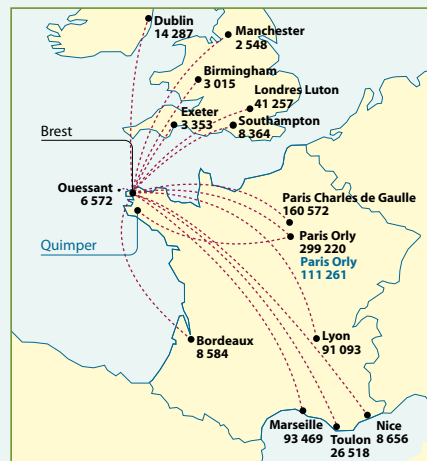 Dublin
14 287
Manchester
2 548
Birmingham
3 015
Londres Luton
41 257
Exeter
3 353
Southampton
8 364
Brest
Ouessant
6 572
Quimper
Paris Charles de Gaulle
160 572
Paris Orly
299 220
Paris Orly
111 261
Lyon
91 093
Bordeaux
8 584
Marseille
93 469
Toulon
26 518
Nice
8 656